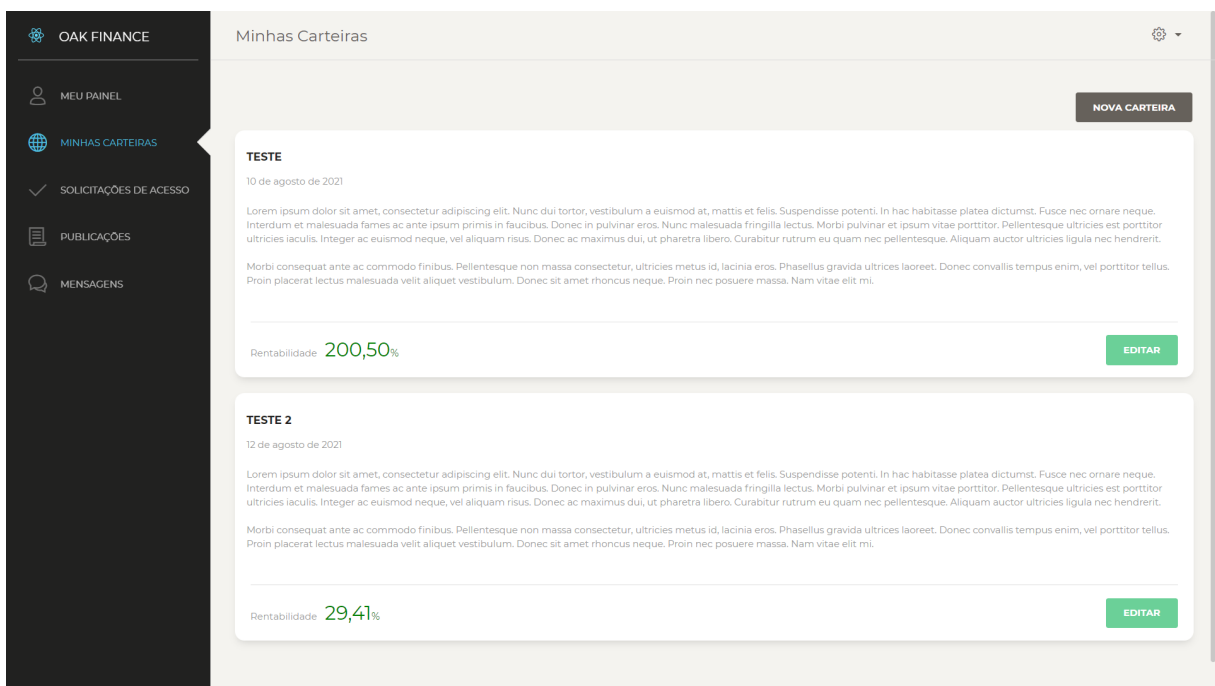 OAK FINANCE
MEU PAINEL
MINHAS CARTEIRAS
SOLICITAÇÕES DE ACESSO
PUBLICAÇÕES
MENSAGENS
Minhas Carteiras
NOVA CARTEIRA
TESTE
10 de agosto de 2021
Lorem ipsum dolor sit amet, consectetur adipiscing elit. Nunc dui tortor, vestibulum a euismod at, mattis et felis. Suspendisse potenti. In hac habitasse platea dictumst. Fusce nec ornare neque.
Interdum et malesuada fames ac ante ipsum primis in faucibus. Donec in pulvinar eros. Nunc malesuada fringilla lectus. Morbi pulvinar et ipsum vitae porttitor. Pellentesque ultricies est porttitor
ultricies iaculis. Integer ac euismod neque, vel aliquam risus. Donec ac maximus dui, ut pharetra libero. Curabitur rutrum eu quam nec pellentesque. Aliquam auctor ultricies ligula nec hendrerit.
Morbi consequat ante ac commodo finibus. Pellentesque non massa consectetur, ultricies metus id, lacinia eros. Phasellus gravida ultrices laoreet. Donec convallis tempus enim, vel porttitor tellus.
Proin placerat lectus malesuada velit aliquet vestibulum. Donec sit amet rhoncus neque. Proin nec posuere massa. Nam vitae elit mi.
Rentabilidade 200,50%
EDITAR
TESTE 2
12 de agosto de 2021
Lorem ipsum dolor sit amet, consectetur adipiscing elit. Nunc dui tortor, vestibulum a euismod at, mattis et felis. Suspendisse potenti. In hac habitasse platea dictumst. Fusce nec ornare neque.
Interdum et malesuada fames ac ante ipsum primis in faucibus. Donec in pulvinar eros. Nunc malesuada fringilla lectus. Morbi pulvinar et ipsum vitae porttitor. Pellentesque ultricies est porttitor
ultricies iaculis. Integer ac euismod neque, vel aliquam risus. Donec ac maximus dui, ut pharetra libero. Curabitur rutrum eu quam nec pellentesque. Aliquam auctor ultricies ligula nec hendrerit.
Morbi consequat ante ac commodo finibus. Pellentesque non massa consectetur, ultricies metus id, lacinia eros. Phasellus gravida ultrices laoreet. Donec convallis tempus enim, vel porttitor tellus.
Proin placerat lectus malesuada velit aliquet vestibulum. Donec sit amet rhoncus neque. Proin nec posuere massa. Nam vitae elit mi.
Rentabilidade 29,41%
EDITAR